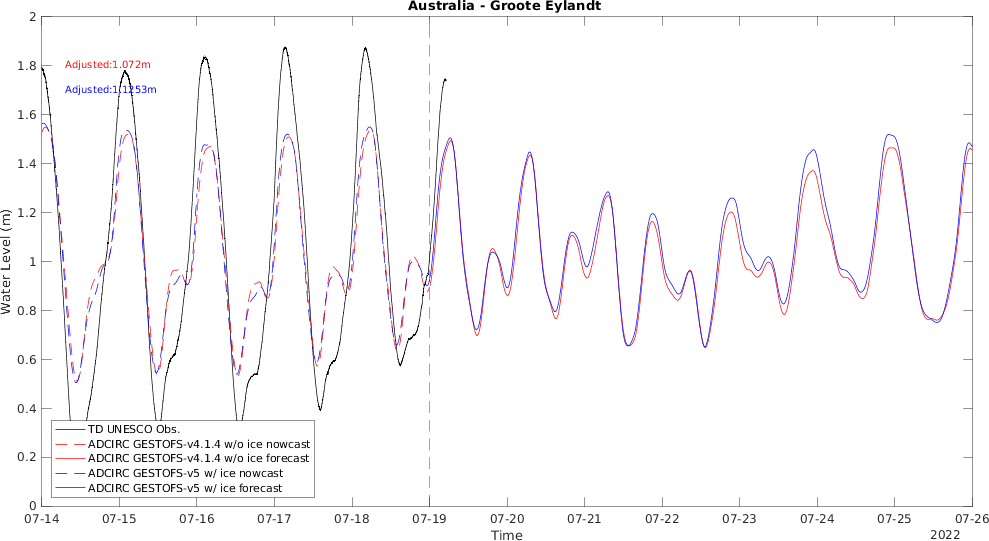 Australia - Groote Eylandt
2
1.8
1.6
1.4
1.2
1
0.8
0.6
0.4
0.2
0
Water Level (m)
Adjusted:1.072m
Adjusted:1.1253m
TD UNESCO Obs.
ADCIRC GESTOFS-v4.1.4 w/o ice nowcast
ADCIRC GESTOFS-v4.1.4 w/o ice forecast
ADCIRC GESTOFS-v5 w/ ice nowcast
ADCIRC GESTOFS-v5 w/ ice forecast
07-14 07-15 07-16 07-17 07-18 07-19 07-20 07-21 07-22 07-23 07-24 07-25 07-26
Time
2022